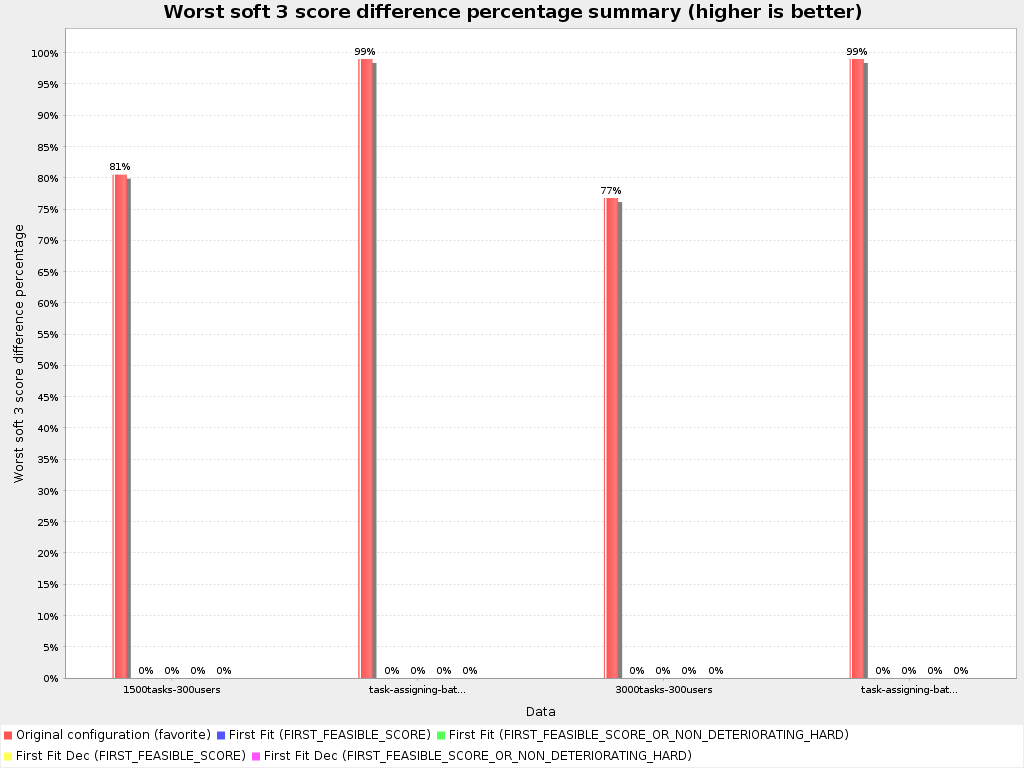 Worst soft 3 score difference percentage summary (higher is better)
Worst soft 3 score difference percentage
100%
95%
90%
85%
80%
75%
70%
65%
60%
55%
50%
45%
40%
35%
30%
25%
20%
15%
10%
5%
0%
81%
0% 0% 0% 0%
99%
0% 0% 0% 0%
77%
0% 0% 0% 0%
99%
0% 0% 0% 0%
1500tasks-300users task-assigning-bat... 3000tasks-300users task-assigning-bat...
Data
Original configuration (favorite) First Fit (FIRST_FEASIBLE_SCORE) First Fit (FIRST_FEASIBLE_SCORE_OR_NON_DETERIORATING_HARD)
First Fit Dec (FIRST_FEASIBLE_SCORE) First Fit Dec (FIRST_FEASIBLE_SCORE_OR_NON_DETERIORATING_HARD)